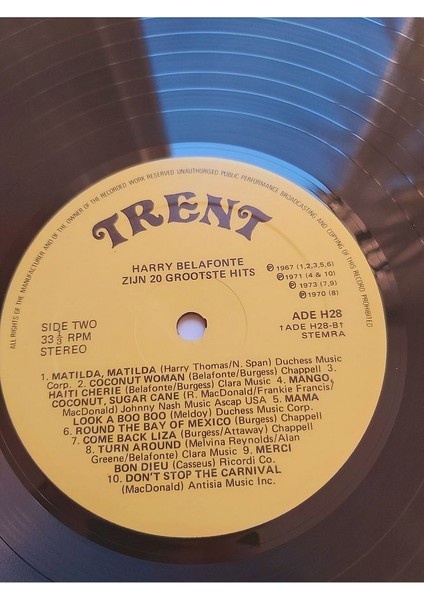 ALL RIGHTS OF THE MANUFACTURER AND OF THE OWNER OF THE RECORDED WORK RESERVED UNAUTHORISED PUBLIC PERFORMANCE BROADCASTING AND COPYING OF THIS RECORD PROHIBITED
TRENT
HARRY BELAFONTE
ZIJN 20 GROOTSTE HITS
℗ 1967 (1,2,3,5,6)
℗ 1971 (4 & 10)
℗ 1973 (7,9)
℗ 1970 (8)
SIDE TWO
33⅓ RPM
STEREO
ADE H28
†ADE H28-B†
STEMRA
1. MATILDA, MATILDA (Harry Thomas/N. Span) Duchess Music
Corp. 2. COCONUT WOMAN (Belafonte/Burgess) Chappell 3.
HAITI CHERIE (Belafonte/Burgess) Clara Music 4. MANGO,
COCONUT, SUGAR CANE (R. MacDonald/Frankie Francis/
MacDonald) Johnny Nash Music Ascap USA 5. MAMA
LOOK A BOO BOO (Meldoy) Duchess Music Corp.
6. ROUND THE BAY OF MEXICO (Burgess) Chappell
7. COME BACK LIZA (Burgess/Attaway) Chappell
8. TURN AROUND (Melvina Reynolds/Alan
Greene/Belafonte) Clara Music 9. MERCI
BON DIEU (Casseus) Ricordi Co.
10. DON'T STOP THE CARNIVAL
(MacDonald) Antisia Music Inc.